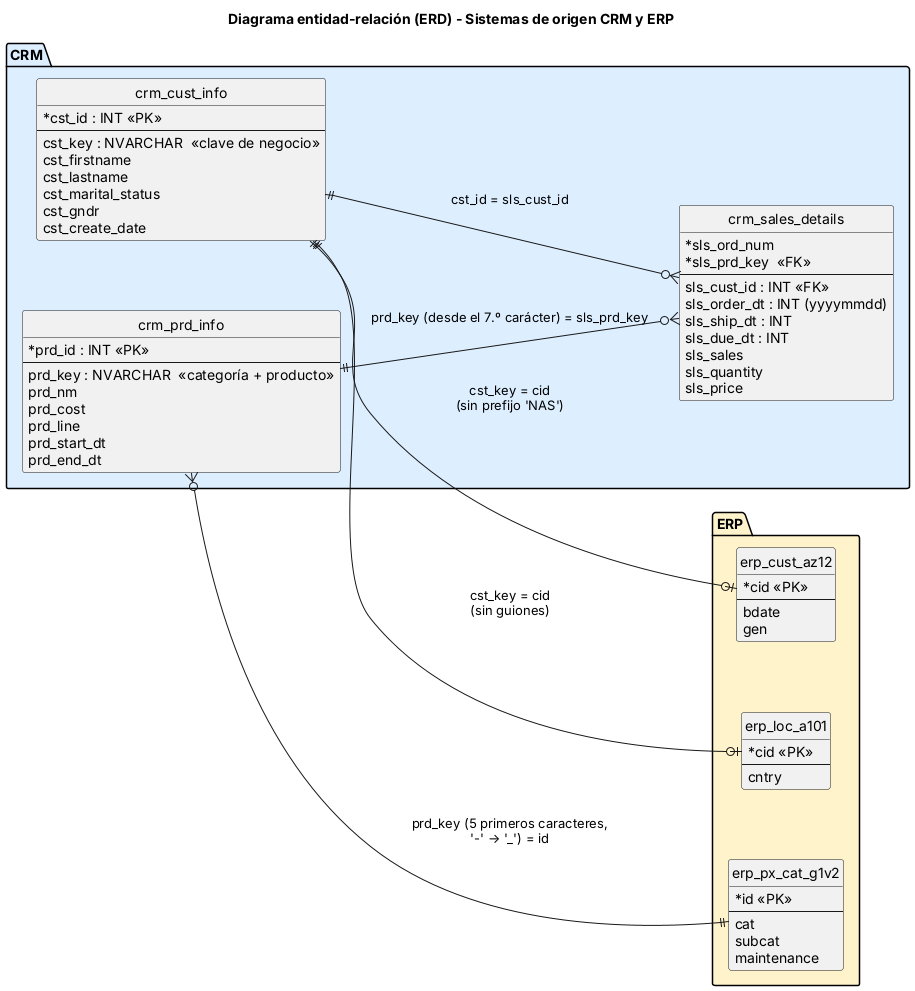 Diagrama entidad-relación (ERD) - Sistemas de origen CRM y ERP
CRM
crm_cust_info
*cst_id : INT «PK»
cst_key : NVARCHAR «clave de negocio»
cst_firstname
cst_lastname
cst_marital_status
cst_gndr
cst_create_date
cst_id = sls_cust_id
crm_sales_details
*sls_ord_num
*sls_prd_key «FK»
sls_cust_id : INT «FK»
sls_order_dt : INT (yyyymmdd)
sls_ship_dt : INT
sls_due_dt : INT
sls_sales
sls_quantity
sls_price
crm_prd_info
*prd_id : INT «PK»
prd_key : NVARCHAR «categoría + producto»
prd_nm
prd_cost
prd_line
prd_start_dt
prd_end_dt
prd_key (desde el 7.º carácter) = sls_prd_key
cst_key = cid
(sin prefijo 'NAS')
ERP
erp_cust_az12
*cid «PK»
bdate
gen
cst_key = cid
(sin guiones)
erp_loc_a101
*cid «PK»
cntry
prd_key (5 primeros caracteres,
'-' → '_') = id
erp_px_cat_g1v2
*id «PK»
cat
subcat
maintenance